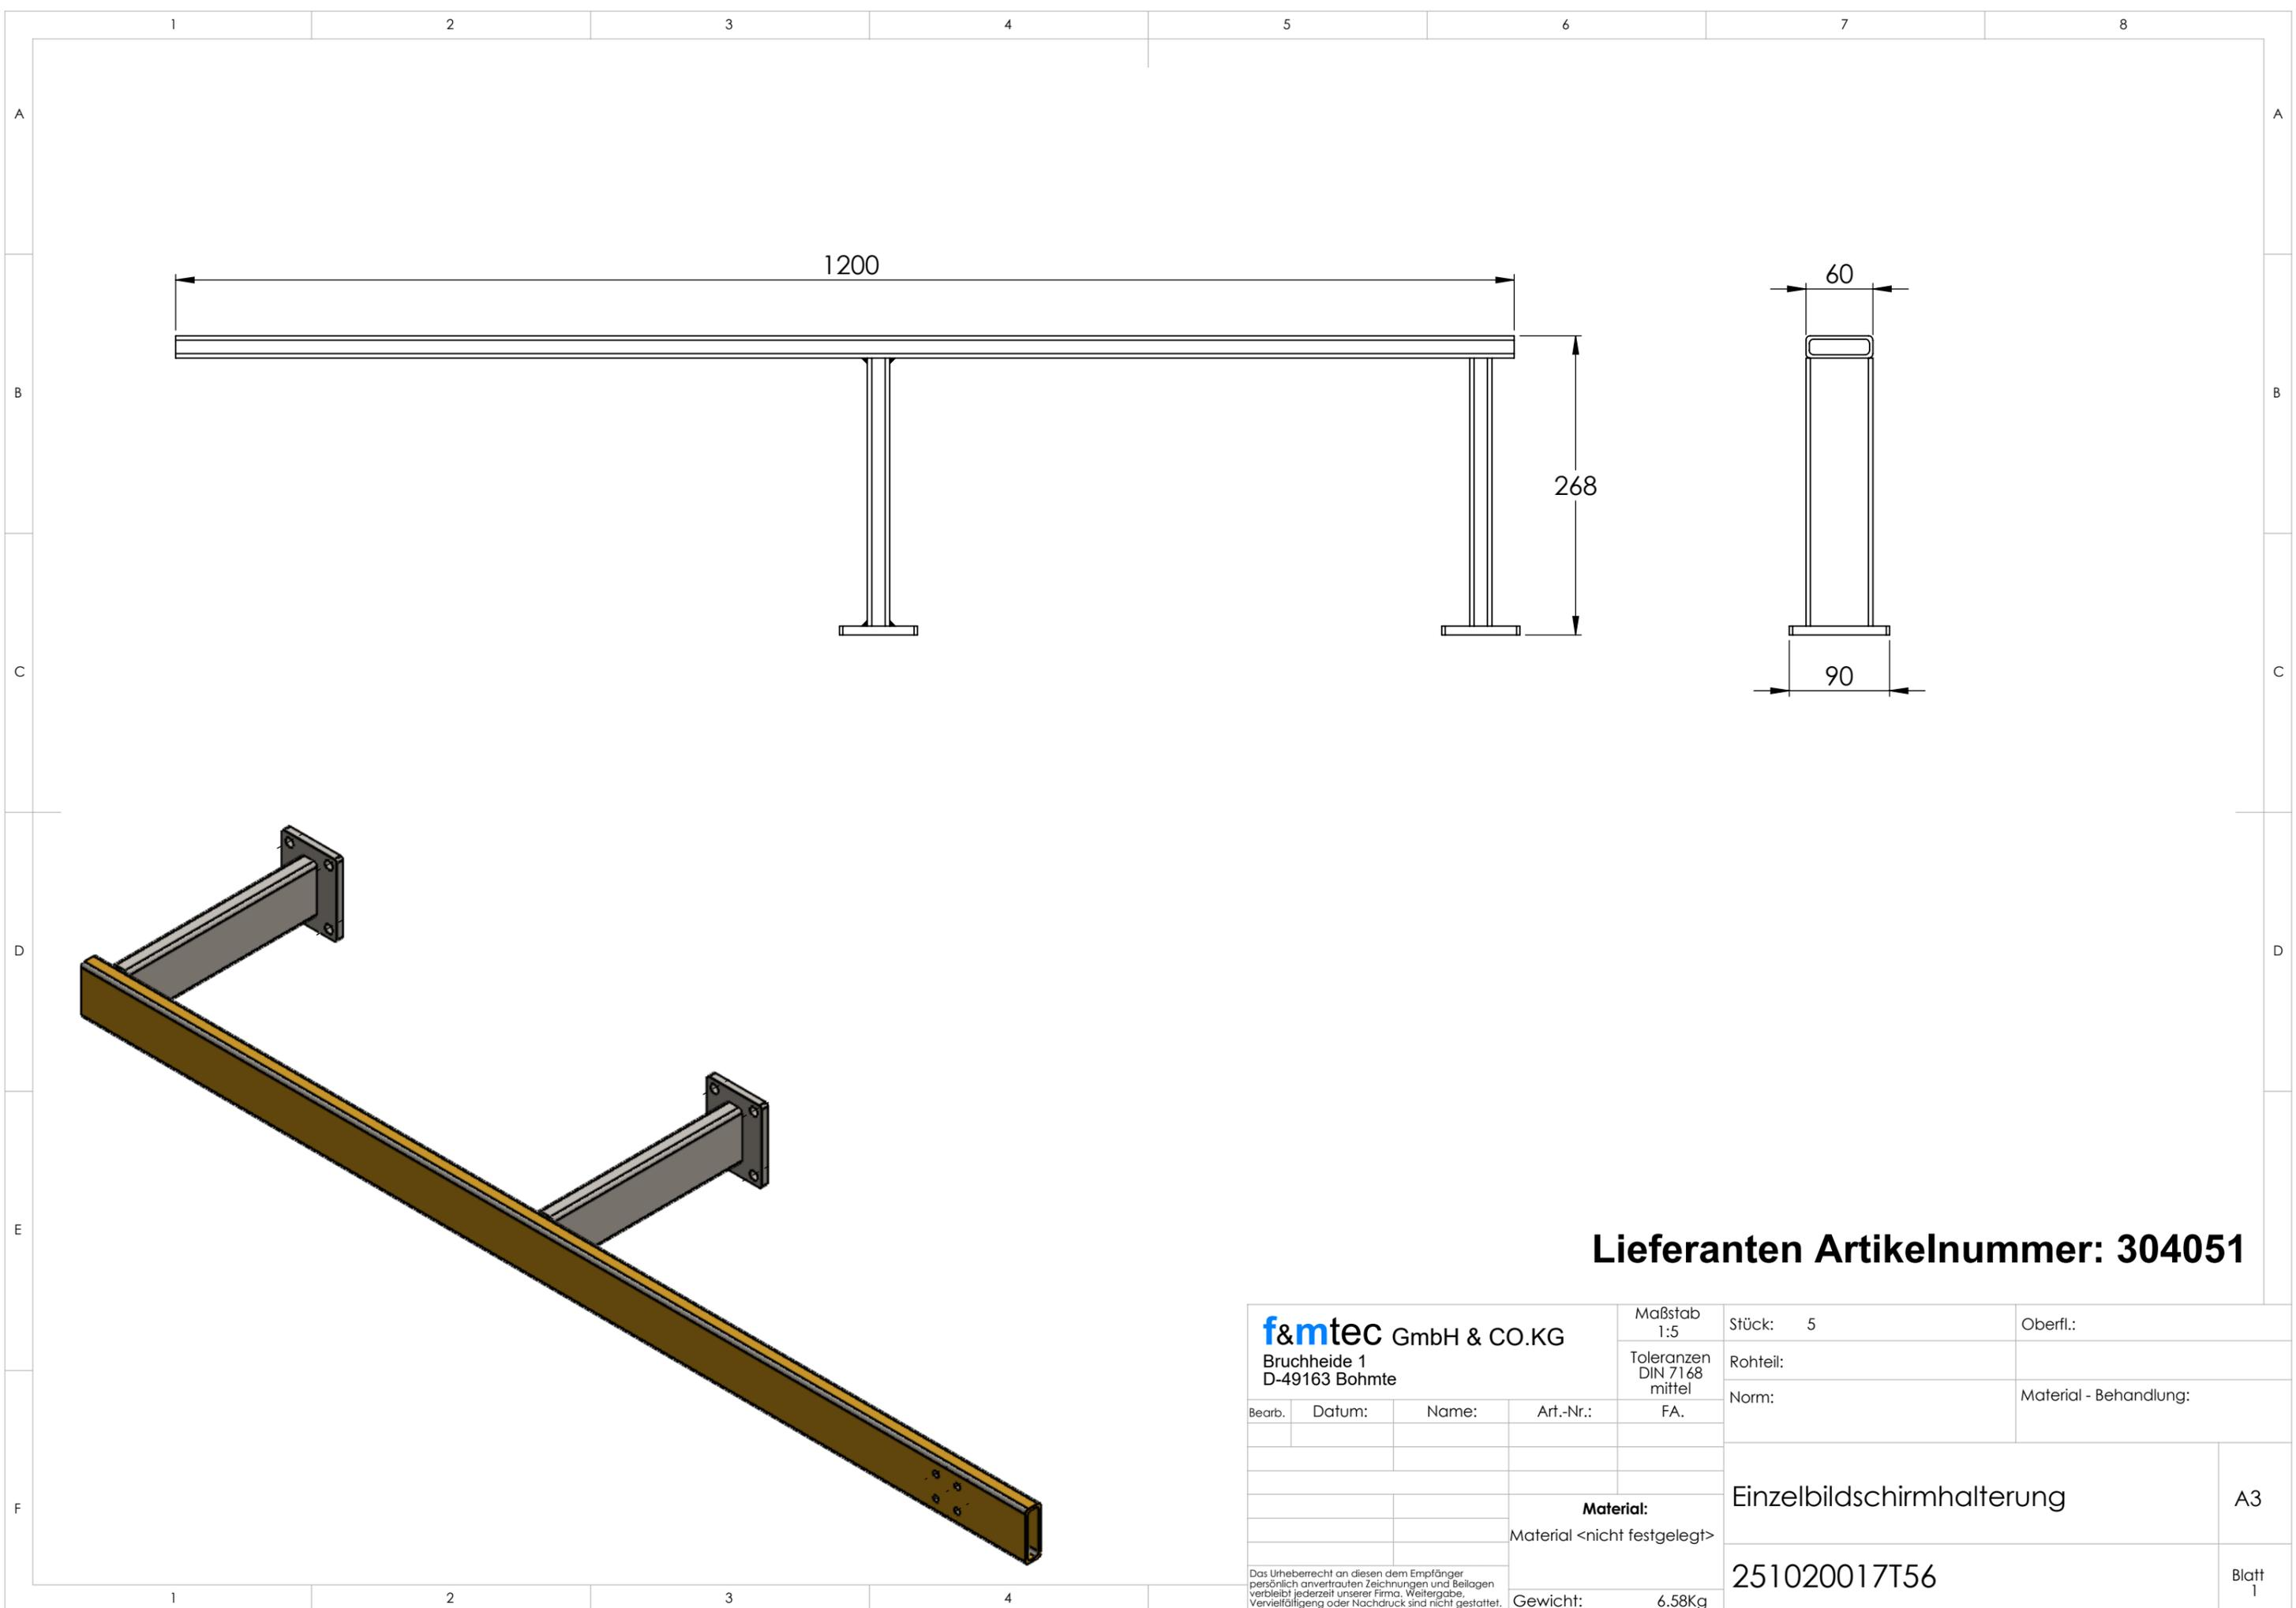 1 2 3 4 5 6 7 8
A A
1200
60
B B
268
C C
90
D D
E E
Lieferanten Artikelnummer: 304051
f&mtec GmbH & CO.KG
Bruchheide 1
D-49163 Bohmte
Maßstab
1:5
Toleranzen
DIN 7168
mittel
Stück: 5
Oberfl.:
Rohteil:
Norm:
Material - Behandlung:
Bearb. Datum: Name: Art.-Nr.: FA.
F
Material:
Material <nicht festgelegt>
Einzelbildschirmhalterung
A3
251020017T56
Blatt
1
Das Urheberrecht an diesen dem Empfänger
persönlich anvertrauten Zeichnungen und Beilagen
verbleibt jederzeit unserer Firma. Weitergabe,
Vervielfältigeng oder Nachdruck sind nicht gestattet.
Gewicht: 6.58Kg
1 2 3 4